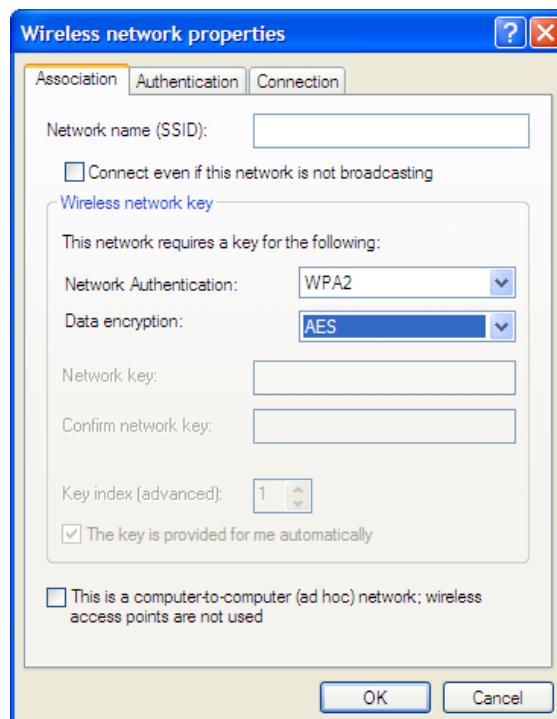 Wireless network properties
Association Authentication Connection
Network name (SSID):
Connect even if this network is not broadcasting
Wireless network key
This network requires a key for the following:
Network Authentication: WPA2
Data encryption: AES
Network key:
Confirm network key:
Key index (advanced): 1
The key is provided for me automatically
This is a computer-to-computer (ad hoc) network; wireless
access points are not used
OK Cancel